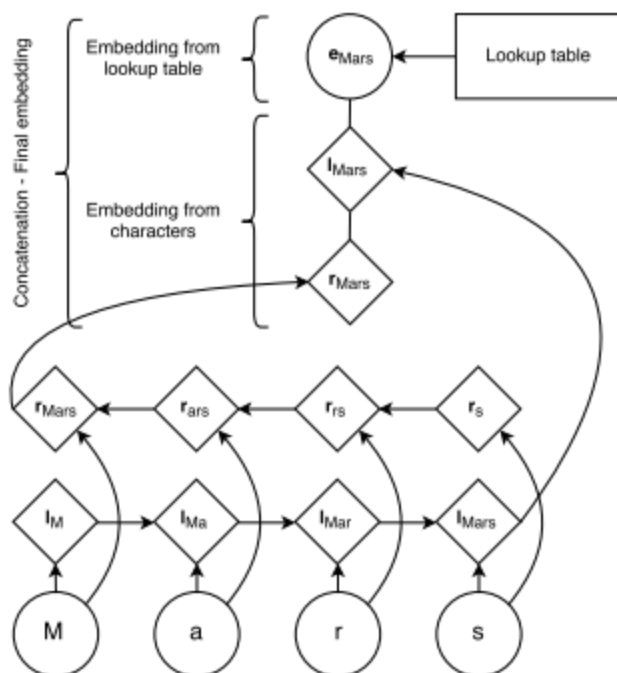 Concatenation - Final embedding
Embedding from
lookup table
e_Mars
Lookup table
l_Mars
Embedding from
characters
r_Mars
r_Mars
r_ars
r_rs
r_s
l_M
l_Ma
l_Mar
l_Mars
M
a
r
s